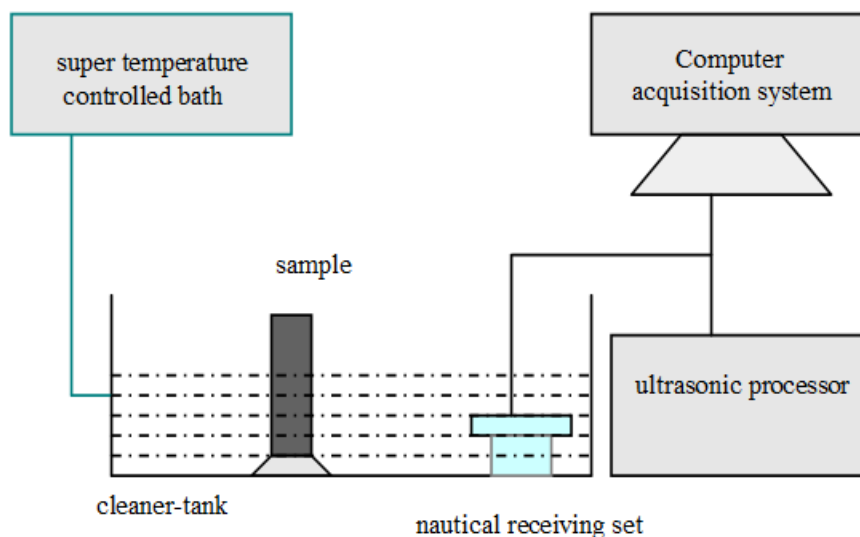 super temperature
controlled bath
Computer
acquisition system
sample
ultrasonic processor
cleaner-tank
nautical receiving set